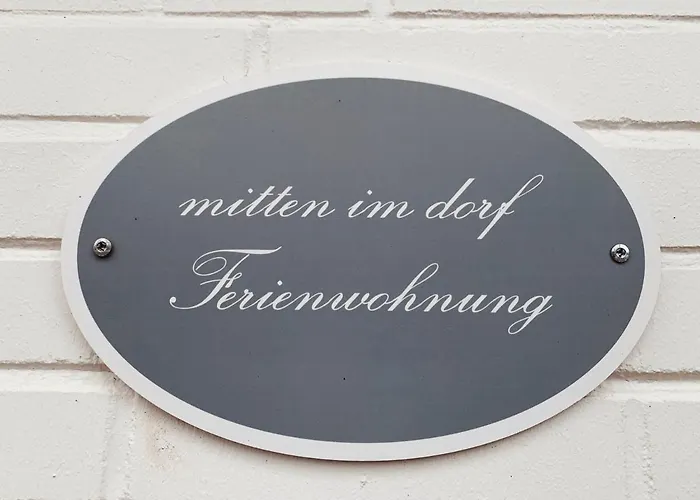 mitten im dorf
Ferienwohnung